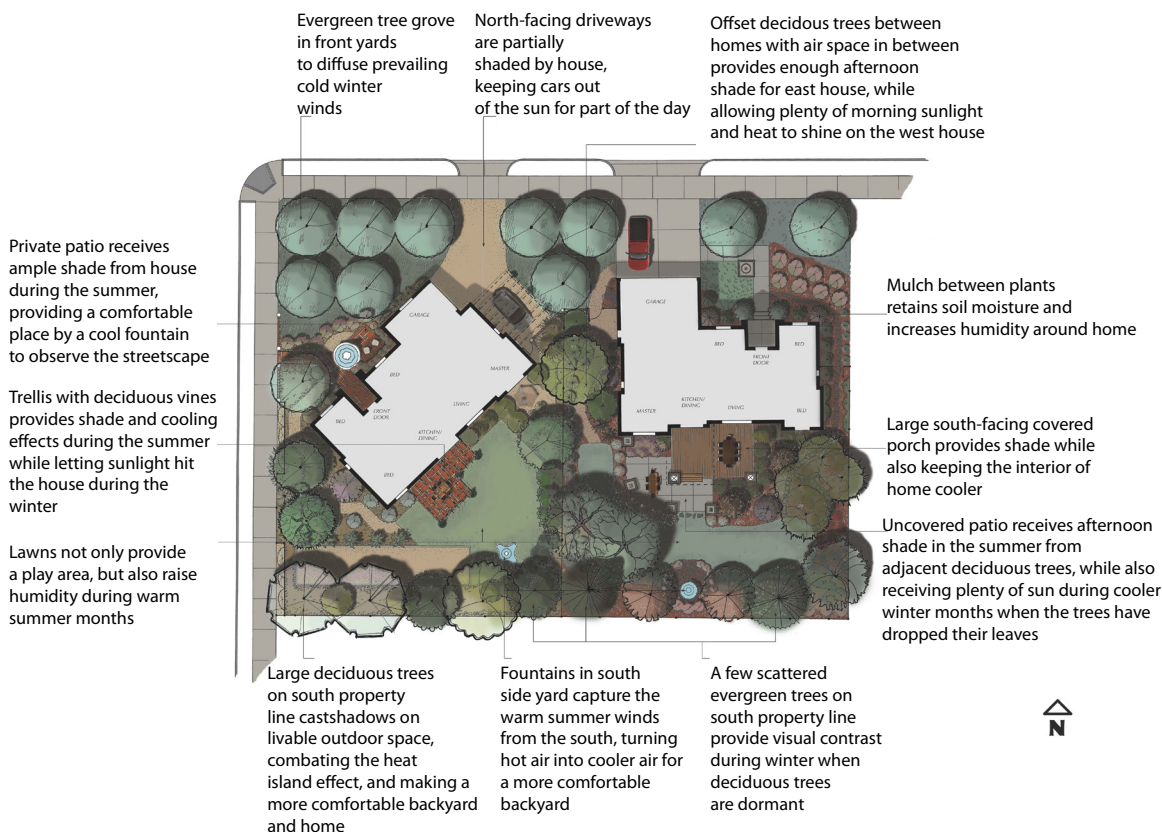 Evergreen tree grove
in front yards
to diffuse prevailing
cold winter
winds
North-facing driveways
are partially
shaded by house,
keeping cars out
of the sun for part of the day
Offset decidous trees between
homes with air space in between
provides enough afternoon
shade for east house, while
allowing plenty of morning sunlight
and heat to shine on the west house
Private patio receives
ample shade from house
during the summer,
providing a comfortable
place by a cool fountain
to observe the streetscape
Trellis with deciduous vines
provides shade and cooling
effects during the summer
while letting sunlight hit
the house during the
winter
Lawns not only provide
a play area, but also raise
humidity during warm
summer months
GARAGE
BED
MASTER
LIVING
FRONT
DOOR
BED
KITCHEN/
DINING
BED
GARAGE
BED
FRONT
DOOR
BED
MASTER
KITCHEN/
DINING
LIVING
BED
Mulch between plants
retains soil moisture and
increases humidity around home
Large south-facing covered
porch provides shade while
also keeping the interior of
home cooler
Uncovered patio receives afternoon
shade in the summer from
adjacent deciduous trees, while also
receiving plenty of sun during cooler
winter months when the trees have
dropped their leaves
Large deciduous trees
on south property
line castshadows on
livable outdoor space,
combating the heat
island effect, and making a
more comfortable backyard
and home
Fountains in south
side yard capture the
warm summer winds
from the south, turning
hot air into cooler air for
a more comfortable
backyard
A few scattered
evergreen trees on
south property line
provide visual contrast
during winter when
deciduous trees
are dormant
N